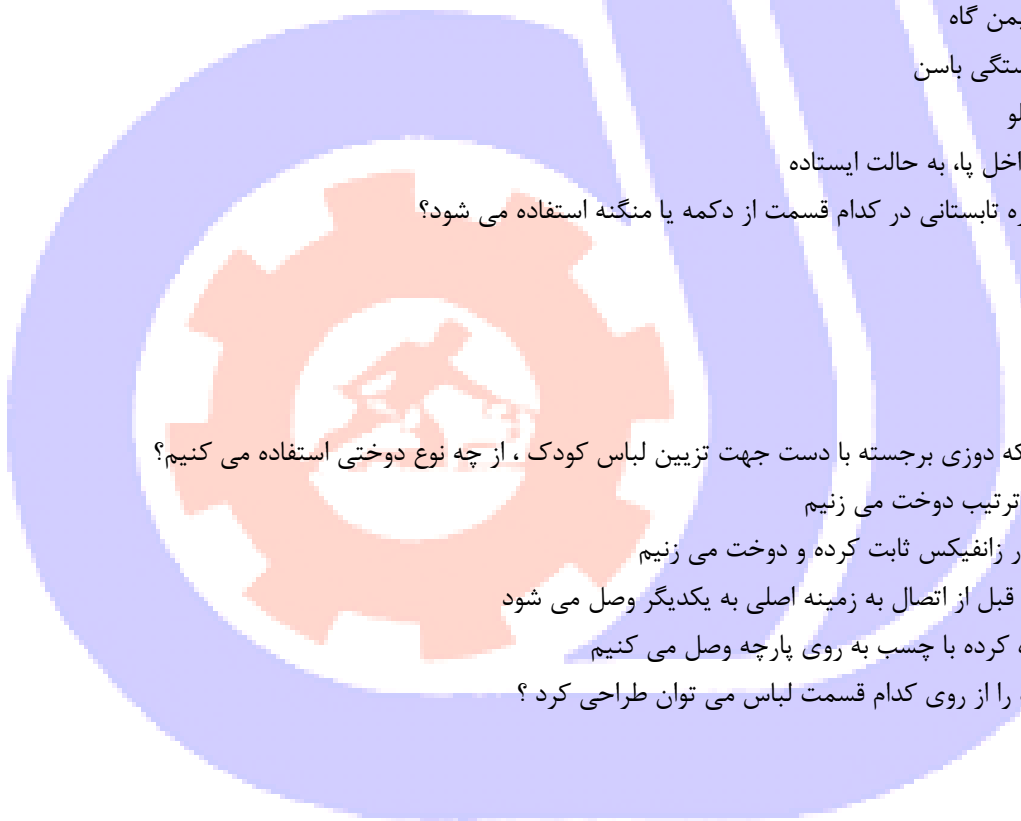 یمن گاه
ستگی باسن
لو
اخل پا، به حالت ایستاده
ره تابستانی در کدام قسمت از دکمه یا منگنه استفاده می شود؟
که دوزی برجسته با دست جهت تزیین لباس کودک ، از چه نوع دوختی استفاده می کنیم؟
ترتیب دوخت می زنیم
ر زانفیکس ثابت کرده و دوخت می زنیم
قبل از اتصال به زمینه اصلی به یکدیگر وصل می شود
کرده با چسب به روی پارچه وصل می کنیم
را از روی کدام قسمت لباس می توان طراحی کرد ؟